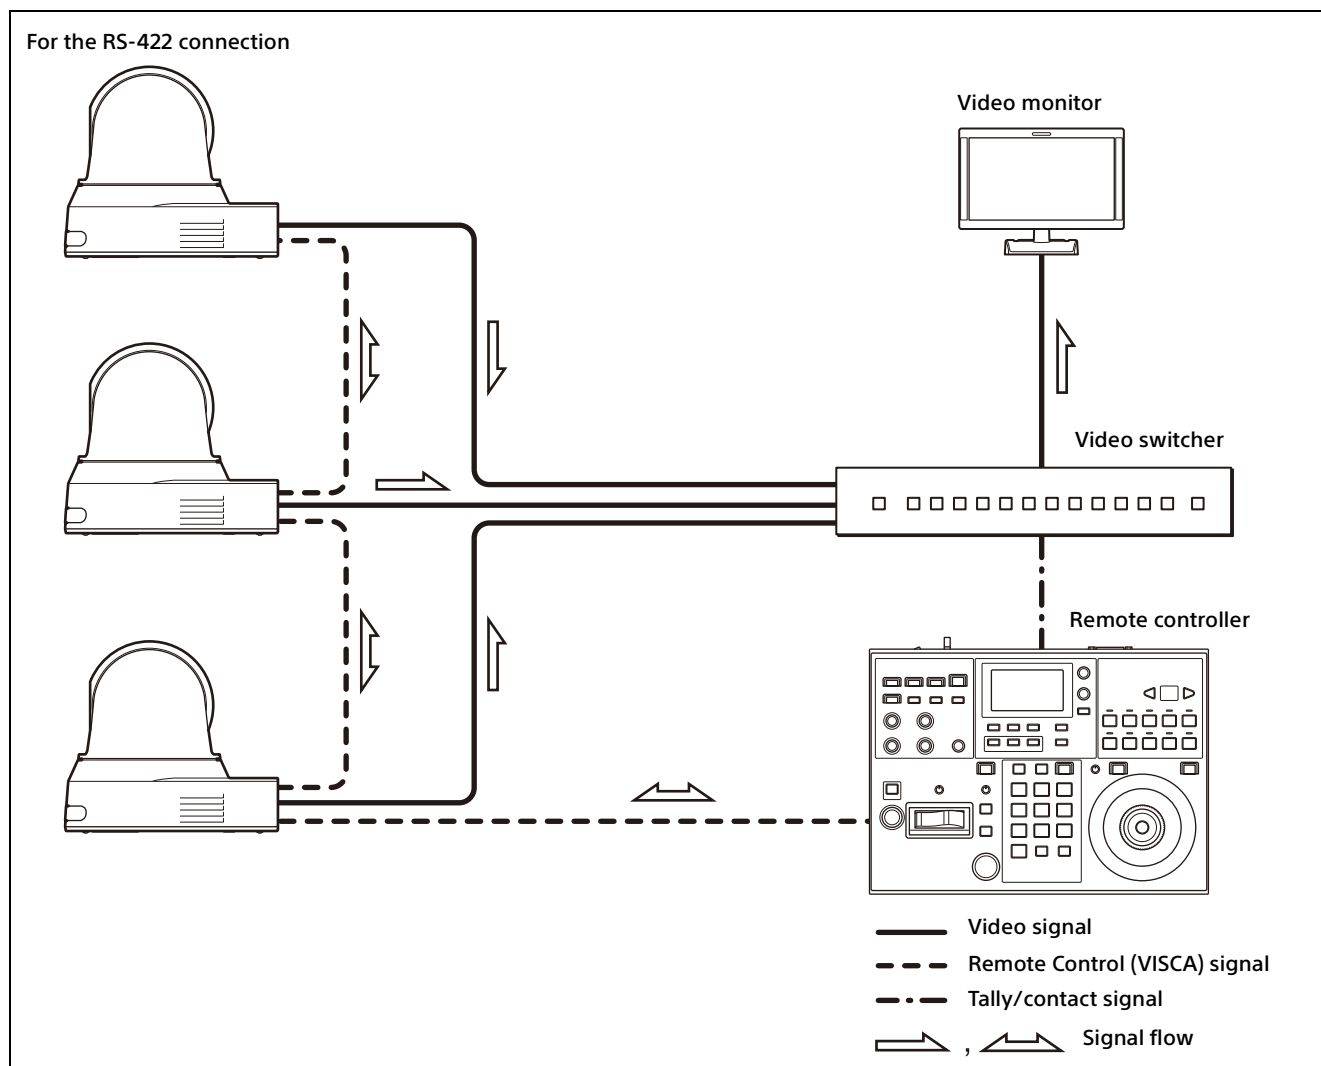 For the RS-422 connection
Video monitor
Video switcher
Remote controller
Video signal
Remote Control (VISCA) signal
Tally/contact signal
, Signal flow